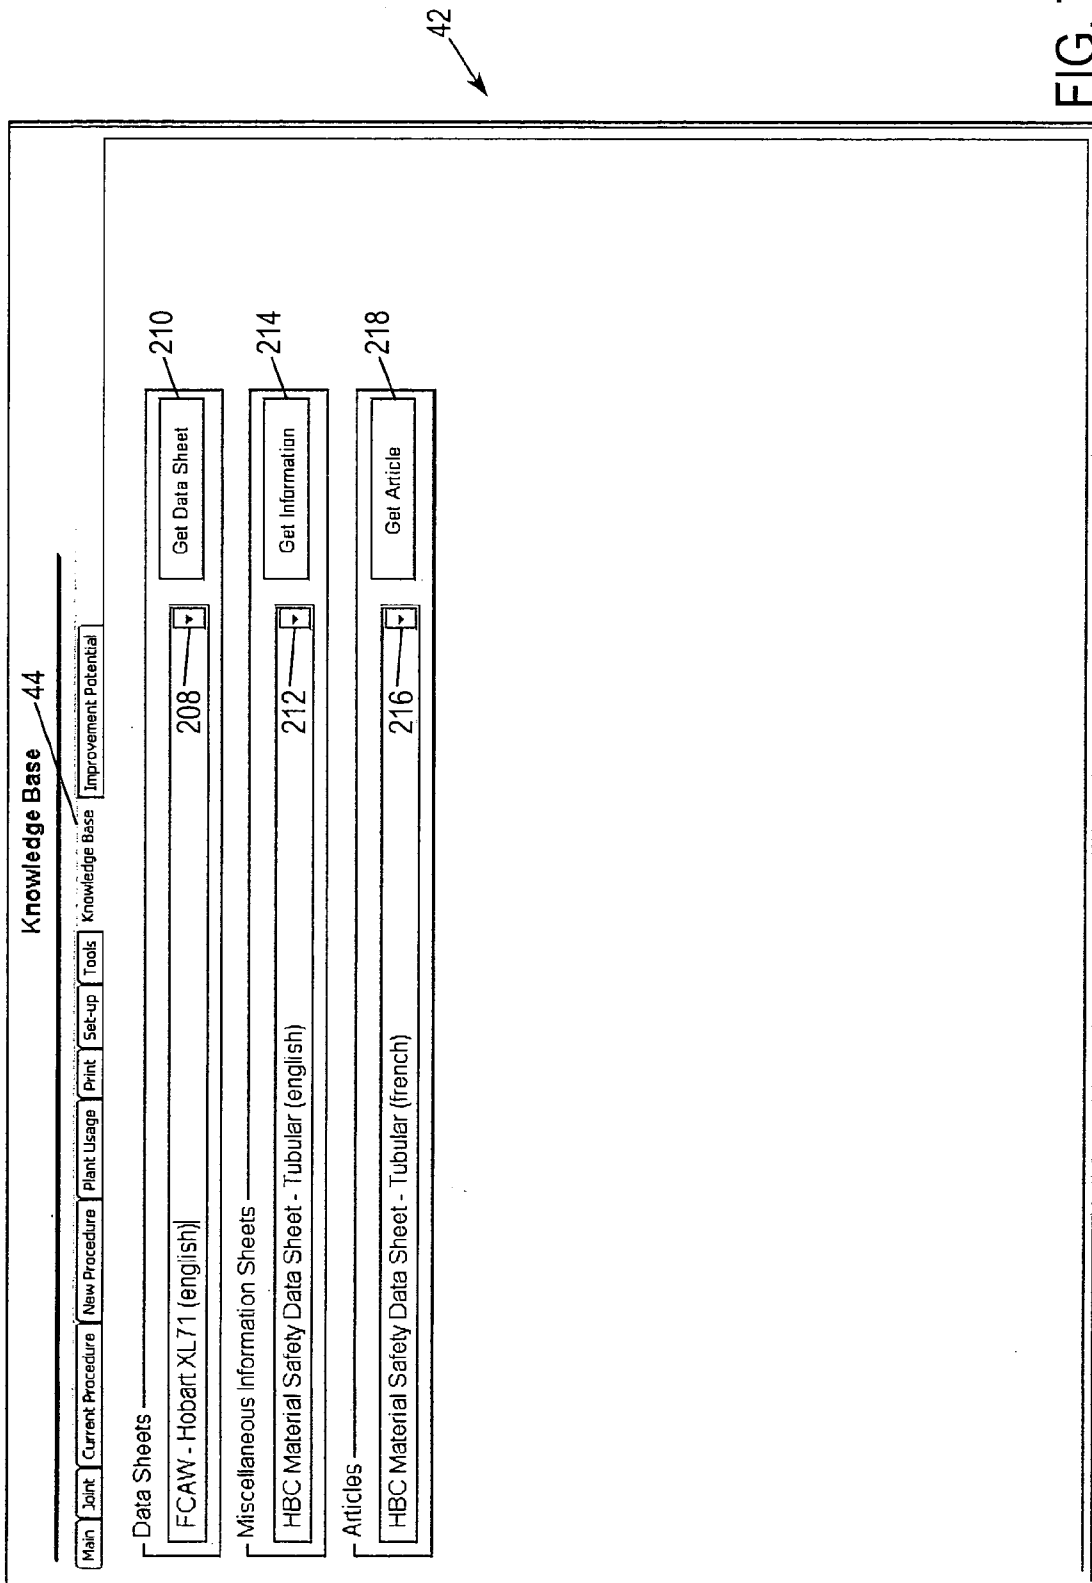 Knowledge Base
44
Main Joint Current Procedure New Procedure Plant Usage Print Set-up Tools Knowledge Base Improvement Potential
42
Data Sheets
FCAW - Hobart XL71 (english)
208
Get Data Sheet
210
Miscellaneous Information Sheets
HBC Material Safety Data Sheet - Tubular (english)
212
Get Information
214
Articles
HBC Material Safety Data Sheet - Tubular (french)
216
Get Article
218
FIG.